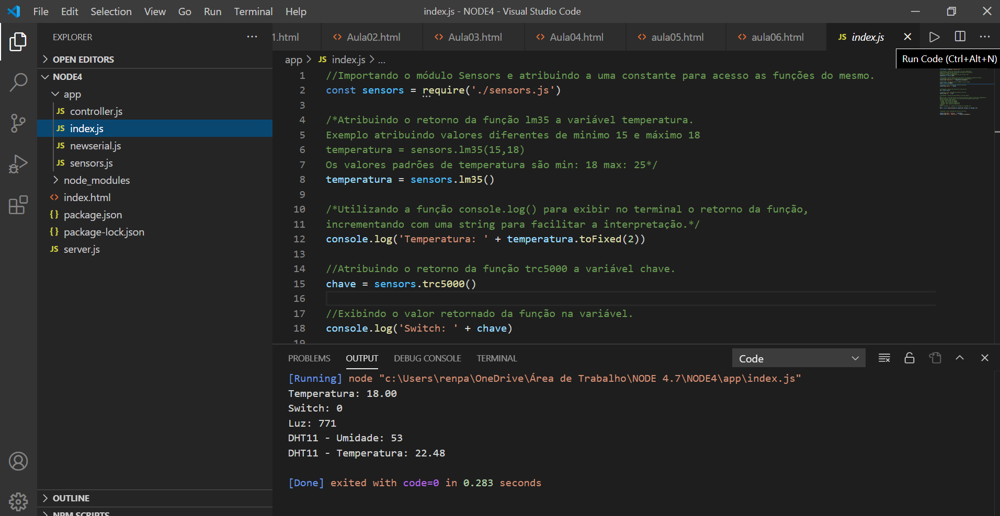 File Edit Selection View Go Run Terminal Help
index.js - NODE4 - Visual Studio Code
EXPLORER
OPEN EDITORS
NODE4
app
JS controller.js
JS index.js
JS newserial.js
JS sensors.js
node_modules
<> index.html
{} package.json
{} package-lock.json
JS server.js
OUTLINE
NPM SCRIPTS
1.html <> Aula02.html <> Aula03.html <> Aula04.html <> aula05.html <> aula06.html JS index.js
Run Code (Ctrl+Alt+N)
app > JS index.js > ...
1 //Importando o módulo Sensors e atribuindo a uma constante para acesso as funções do mesmo.
2 const sensors = require('./sensors.js')
3
4 /*Atribuindo o retorno da função lm35 a variável temperatura.
5 Exemplo atribuindo valores diferentes de minimo 15 e máximo 18
6 temperatura = sensors.lm35(15,18)
7 Os valores padrões de temperatura são min: 18 max: 25*/
8 temperatura = sensors.lm35()
9
10 /*Utilizando a função console.log() para exibir no terminal o retorno da função,
11 incrementando com uma string para facilitar a interpretação.*/
12 console.log('Temperatura: ' + temperatura.toFixed(2))
13
14 //Atribuindo o retorno da função trc5000 a variável chave.
15 chave = sensors.trc5000()
16
17 //Exibindo o valor retornado da função na variável.
18 console.log('Switch: ' + chave)
19
PROBLEMS OUTPUT DEBUG CONSOLE TERMINAL
Code
[Running] node "c:\Users\renpa\OneDrive\Área de Trabalho\NODE 4.7\NODE4\app\index.js"
Temperatura: 18.00
Switch: 0
Luz: 771
DHT11 - Umidade: 53
DHT11 - Temperatura: 22.48
[Done] exited with code=0 in 0.283 seconds